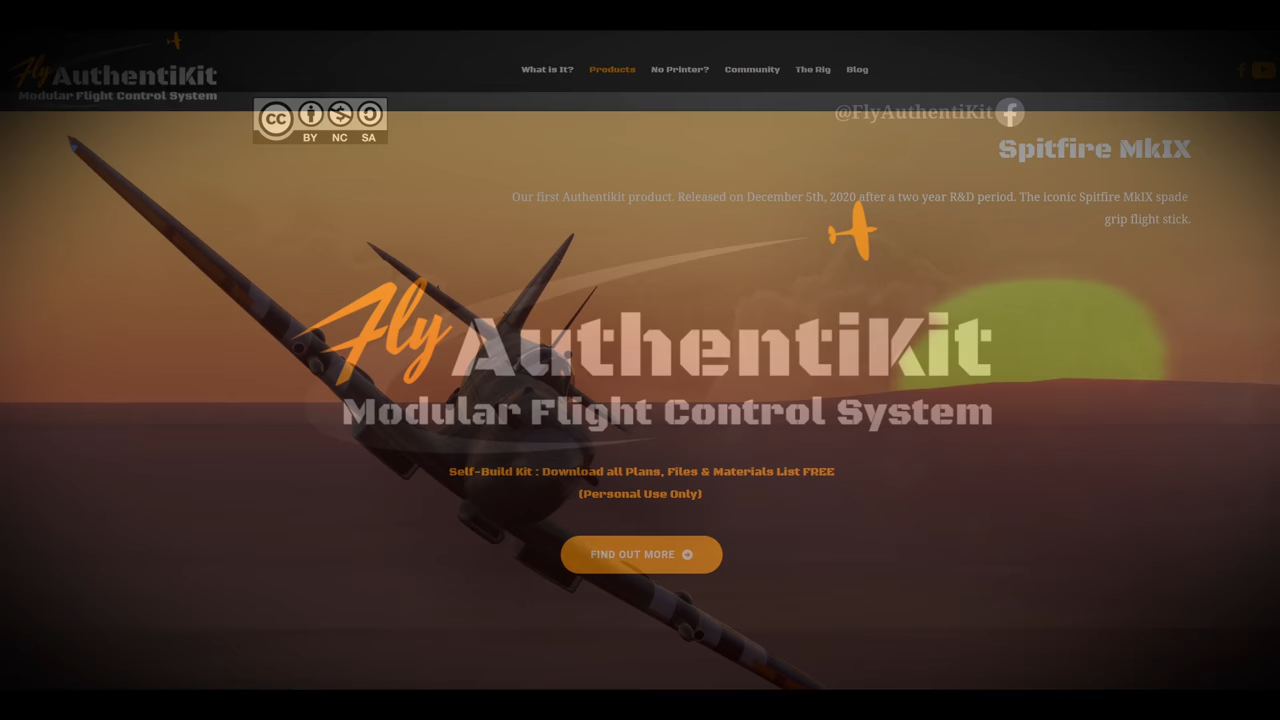 Fly AuthentiKit
Modular Flight Control System
What is It? Products No Printer? Community The Rig Blog
cc BY NC SA
@FlyAuthentiKit
Spitfire MkIX
Our first Authentikit product. Released on December 5th, 2020 after a two year R&D period. The iconic Spitfire MkIX spade
grip flight stick.
Fly AuthentiKit
Modular Flight Control System
Self-Build Kit : Download all Plans, Files & Materials List FREE
(Personal Use Only)
FIND OUT MORE